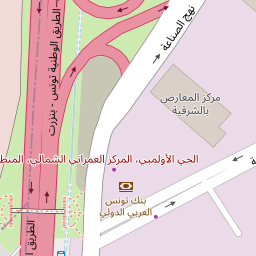 الطريق الوطنية تونس - بنزرت
نهج الصناعة
مركز المعارض
بالشرقية
الحي الأولمبي، المركز العمراني الشمالي،
بنك تونس
العربي الدولي
الطريق